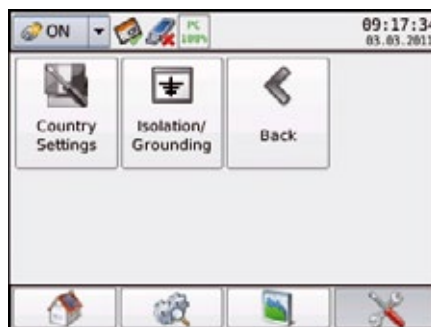 ON
PC
100%
09:17:34
03.03.2011
Country
Settings
Isolation/
Grounding
Back